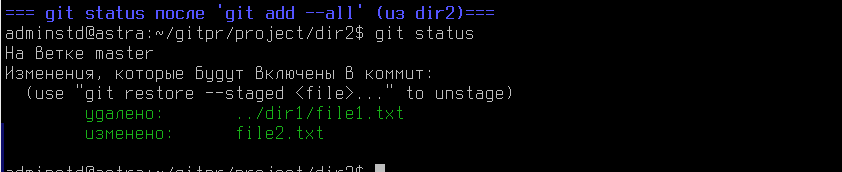 === git status после 'git add --all' (из dir2)===
adminstd@astra:~/gitpr/project/dir2$ git status
На ветке master
Изменения, которые будут включены в коммит:
  (use "git restore --staged <file>..." to unstage)
        удалено:       ../dir1/file1.txt
        изменено:      file2.txt
adminstd@astra:~/gitpr/project/dir2$